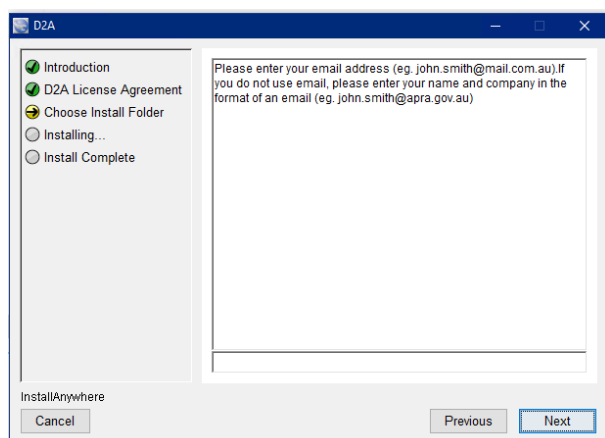 D2A
Introduction
D2A License Agreement
Choose Install Folder
Installing...
Install Complete
Please enter your email address (eg. john.smith@mail.com.au).If
you do not use email, please enter your name and company in the
format of an email (eg. john.smith@apra.gov.au)
InstallAnywhere
Cancel
Previous
Next